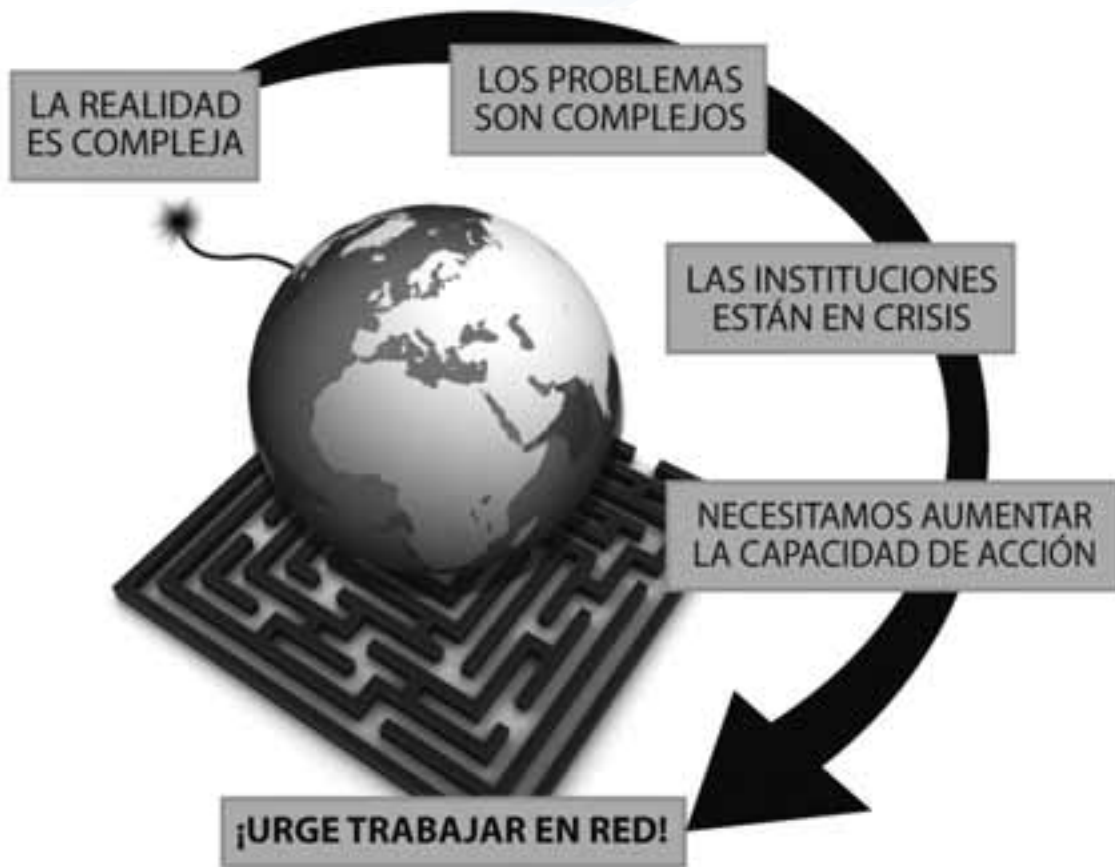 LA REALIDAD
ES COMPLEJA
LOS PROBLEMAS
SON COMPLEJOS
LAS INSTITUCIONES
ESTÁN EN CRISIS
NECESITAMOS AUMENTAR
LA CAPACIDAD DE ACCIÓN
¡URGE TRABAJAR EN RED!